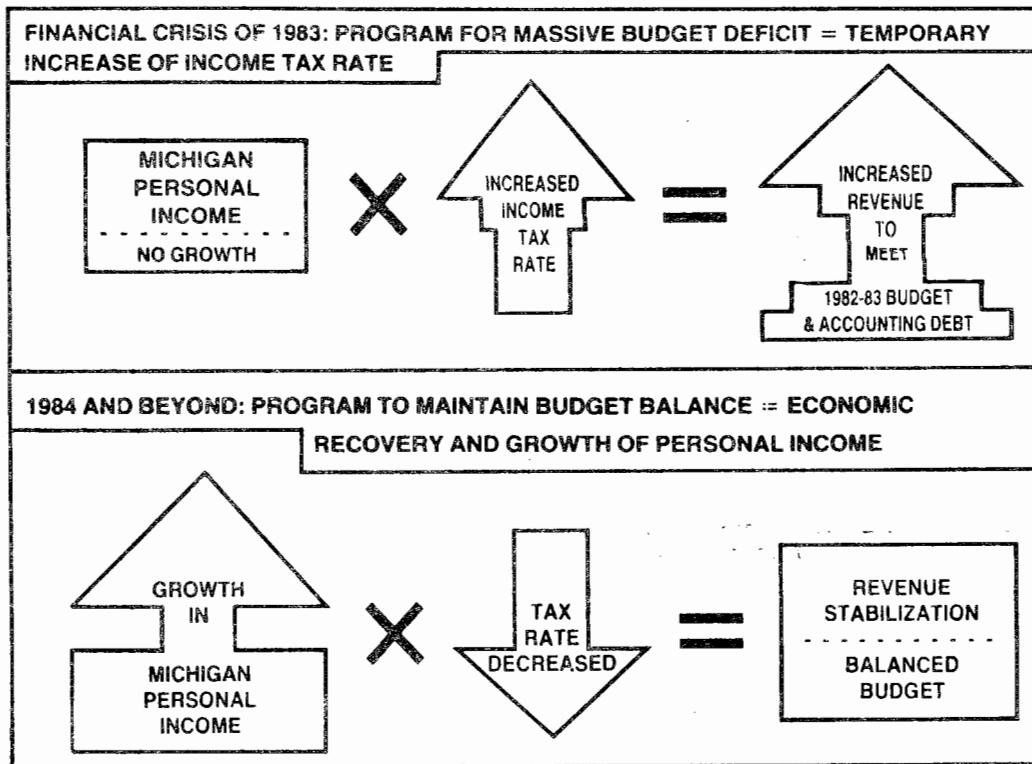 FINANCIAL CRISIS OF 1983: PROGRAM FOR MASSIVE BUDGET DEFICIT = TEMPORARY
INCREASE OF INCOME TAX RATE
MICHIGAN
PERSONAL
INCOME
NO GROWTH
X
INCREASED
INCOME
TAX
RATE
=
INCREASED
REVENUE
TO
MEET
1982-83 BUDGET
& ACCOUNTING DEBT
1984 AND BEYOND: PROGRAM TO MAINTAIN BUDGET BALANCE = ECONOMIC
RECOVERY AND GROWTH OF PERSONAL INCOME
GROWTH
IN
MICHIGAN
PERSONAL
INCOME
X
TAX
RATE
DECREASED
=
REVENUE
STABILIZATION
BALANCED
BUDGET